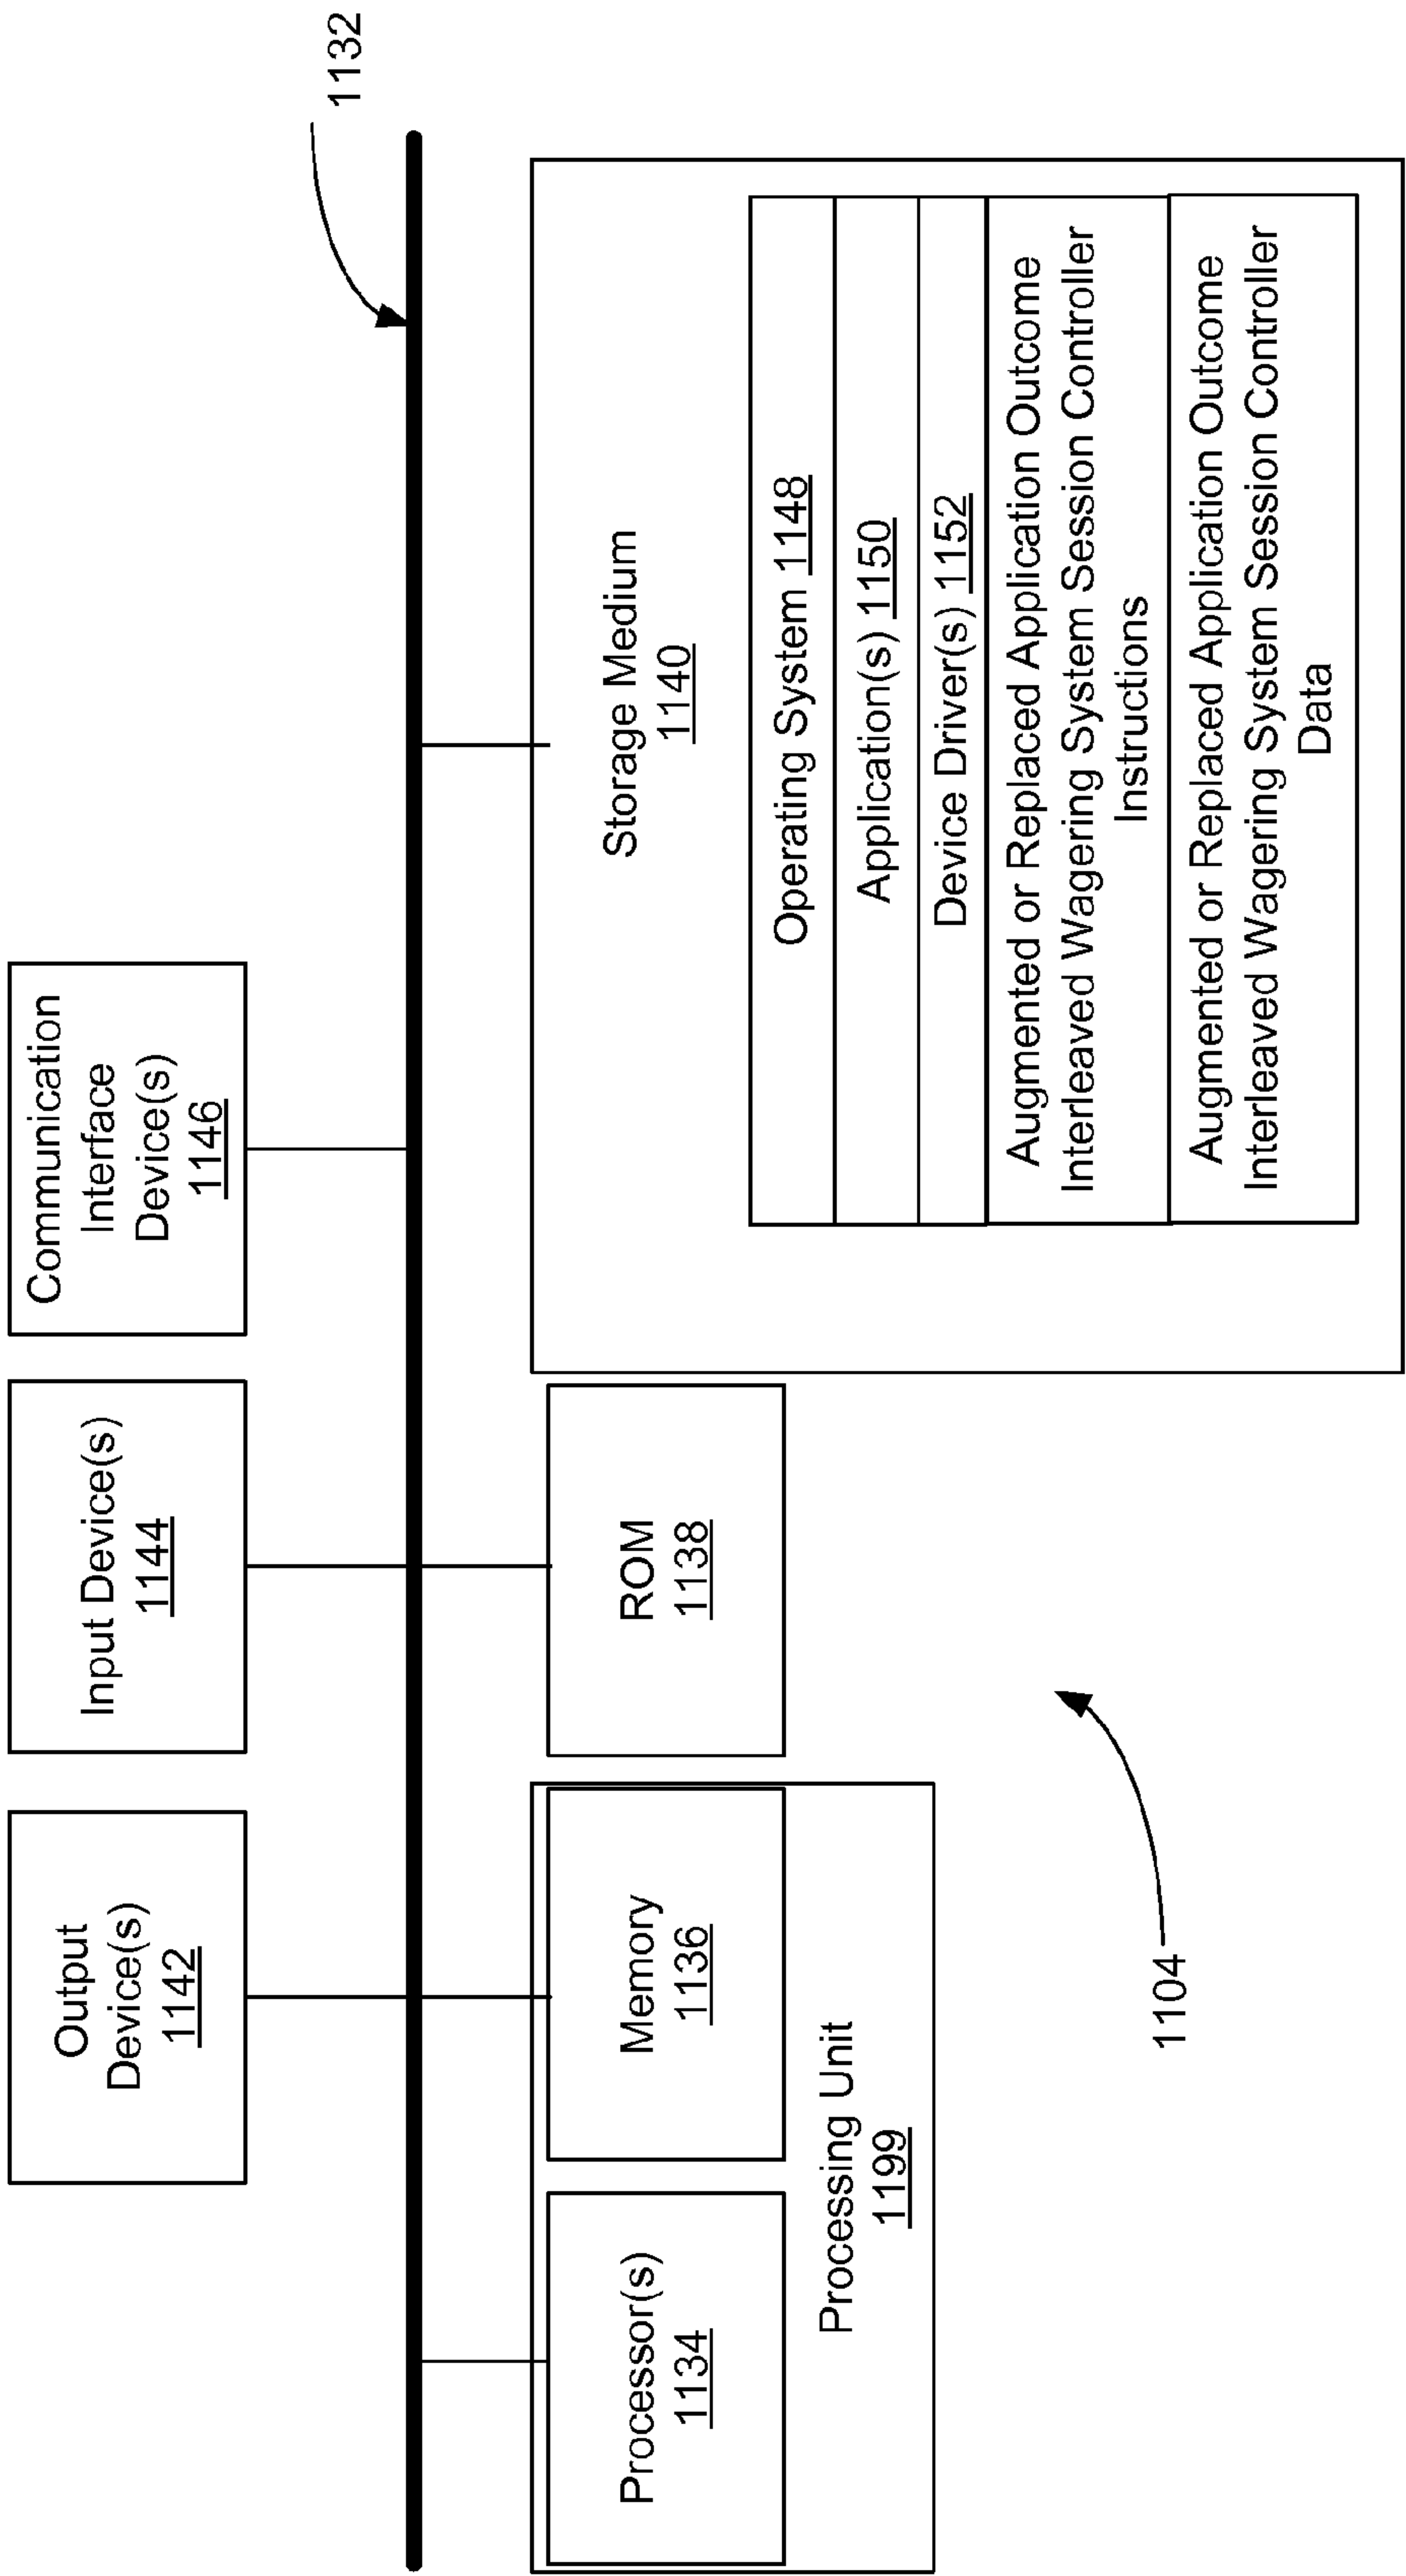 Output
Device(s)
1142
Input Device(s)
1144
Communication
Interface
Device(s)
1146
1132
Processor(s)
1134
Memory
1136
Processing Unit
1199
ROM
1138
Storage Medium
1140
Operating System 1148
Application(s) 1150
Device Driver(s) 1152
Augmented or Replaced Application Outcome
Interleaved Wagering System Session Controller
Instructions
Augmented or Replaced Application Outcome
Interleaved Wagering System Session Controller
Data
1104